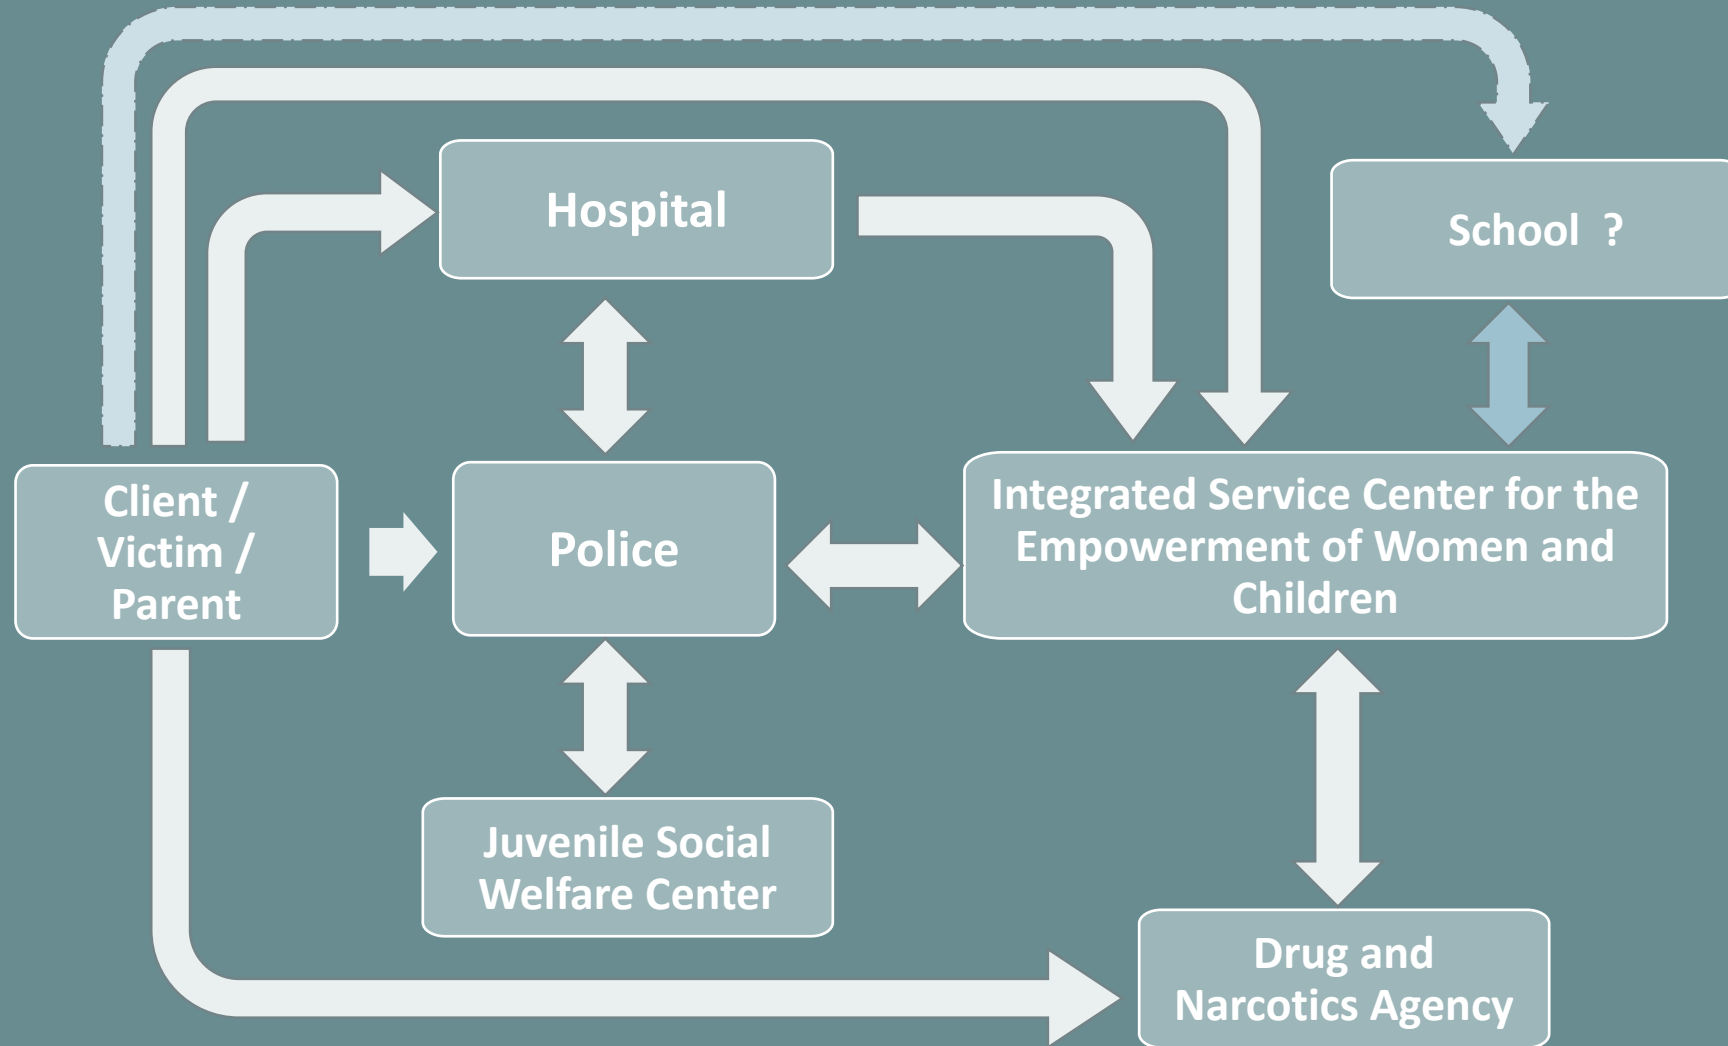 Hospital
School ?
Client /
Victim /
Parent
Police
Integrated Service Center for the
Empowerment of Women and
Children
Juvenile Social
Welfare Center
Drug and
Narcotics Agency